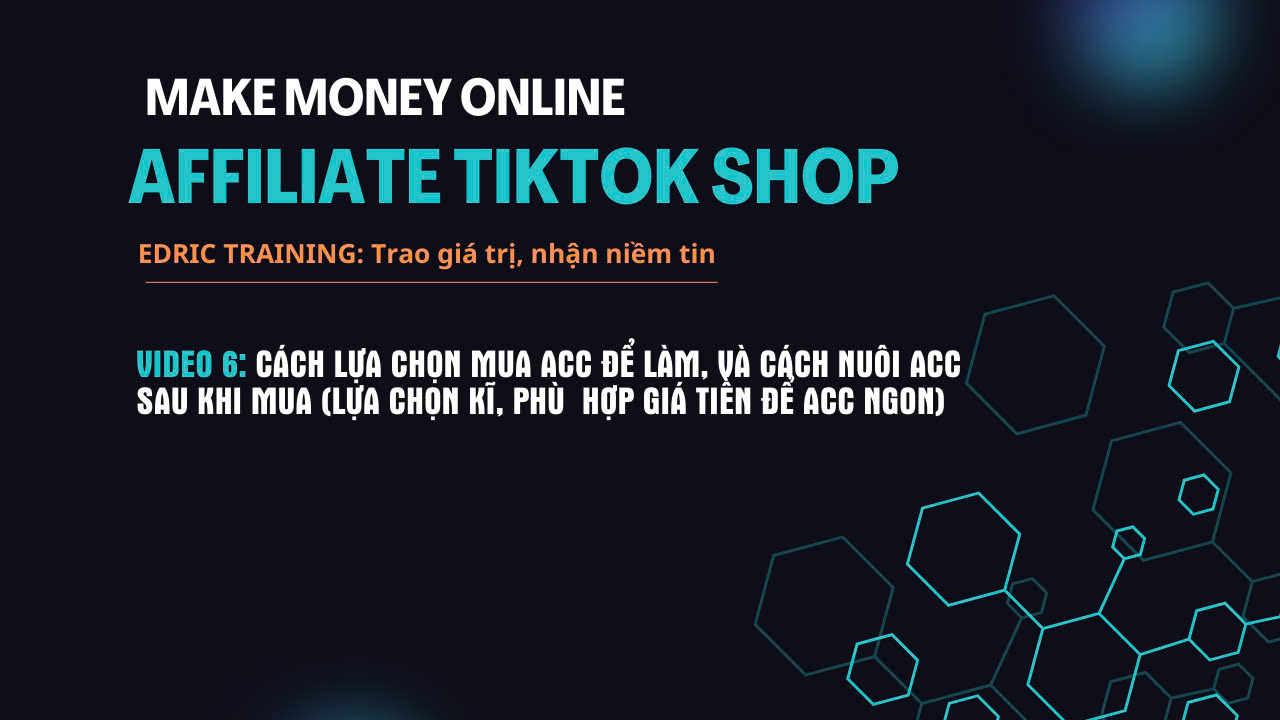 MAKE MONEY ONLINE
AFFILIATE TIKTOK SHOP
EDRIC TRAINING: Trao giá trị, nhận niềm tin
VIDEO 6: CÁCH LỰA CHỌN MUA ACC ĐỂ LÀM, VÀ CÁCH NUÔI ACC
SAU KHI MUA (LỰA CHỌN KĨ, PHÙ HỢP GIÁ TIỀN ĐỂ ACC NGON)